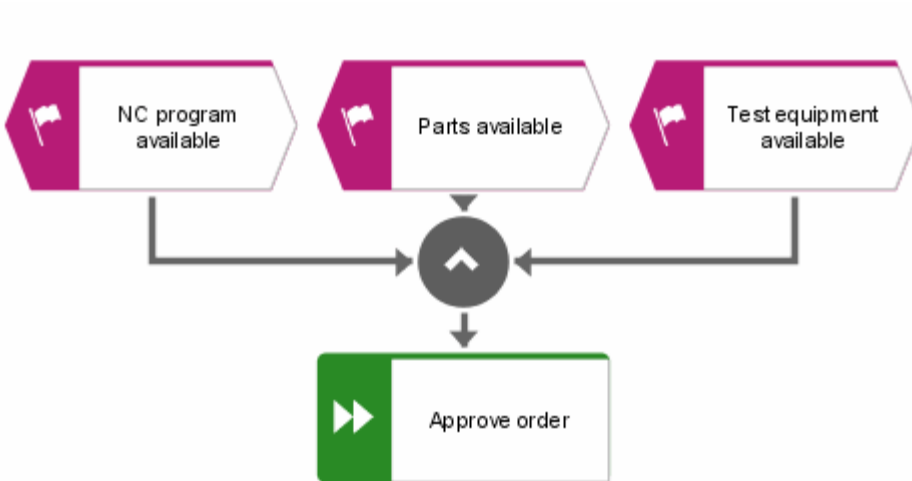 NC program
available
Parts available
Test equipment
available
Approve order